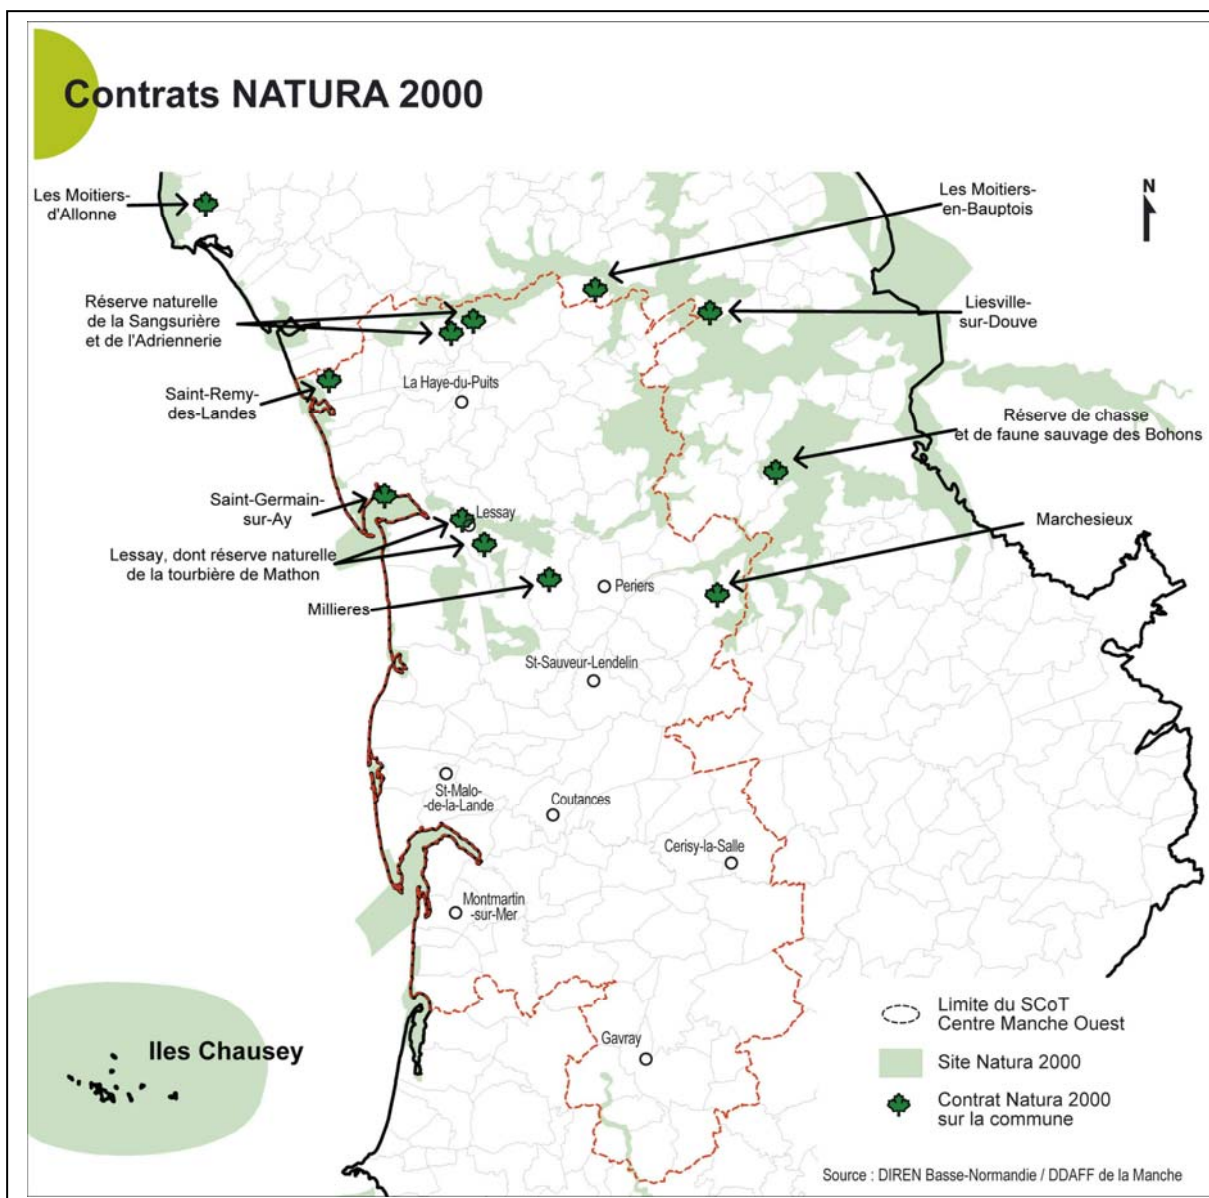 Contrats NATURA 2000
Les Moitiers-
d'Allonne
Les Moitiers-
en-Bauptois
N
Réserve naturelle
de la Sangsurière
et de l'Adriennerie
Liesville-
sur-Douve
Saint-Remy-
des-Landes
La Haye-du-Puits
Réserve de chasse
et de faune sauvage des Bohons
Saint-Germain-
sur-Ay
Lessay
Marchesieux
Lessay, dont réserve naturelle
de la tourbière de Mathon
Millieres
Periers
St-Sauveur-Lendelin
St-Malo-
-de-la-Lande
Coutances
Cerisy-la-Salle
Montmartin
-sur-Mer
Gavray
Iles Chausey
Limite du SCoT
Centre Manche Ouest
Site Natura 2000
Contrat Natura 2000
sur la commune
Source : DIREN Basse-Normandie / DDAFF de la Manche